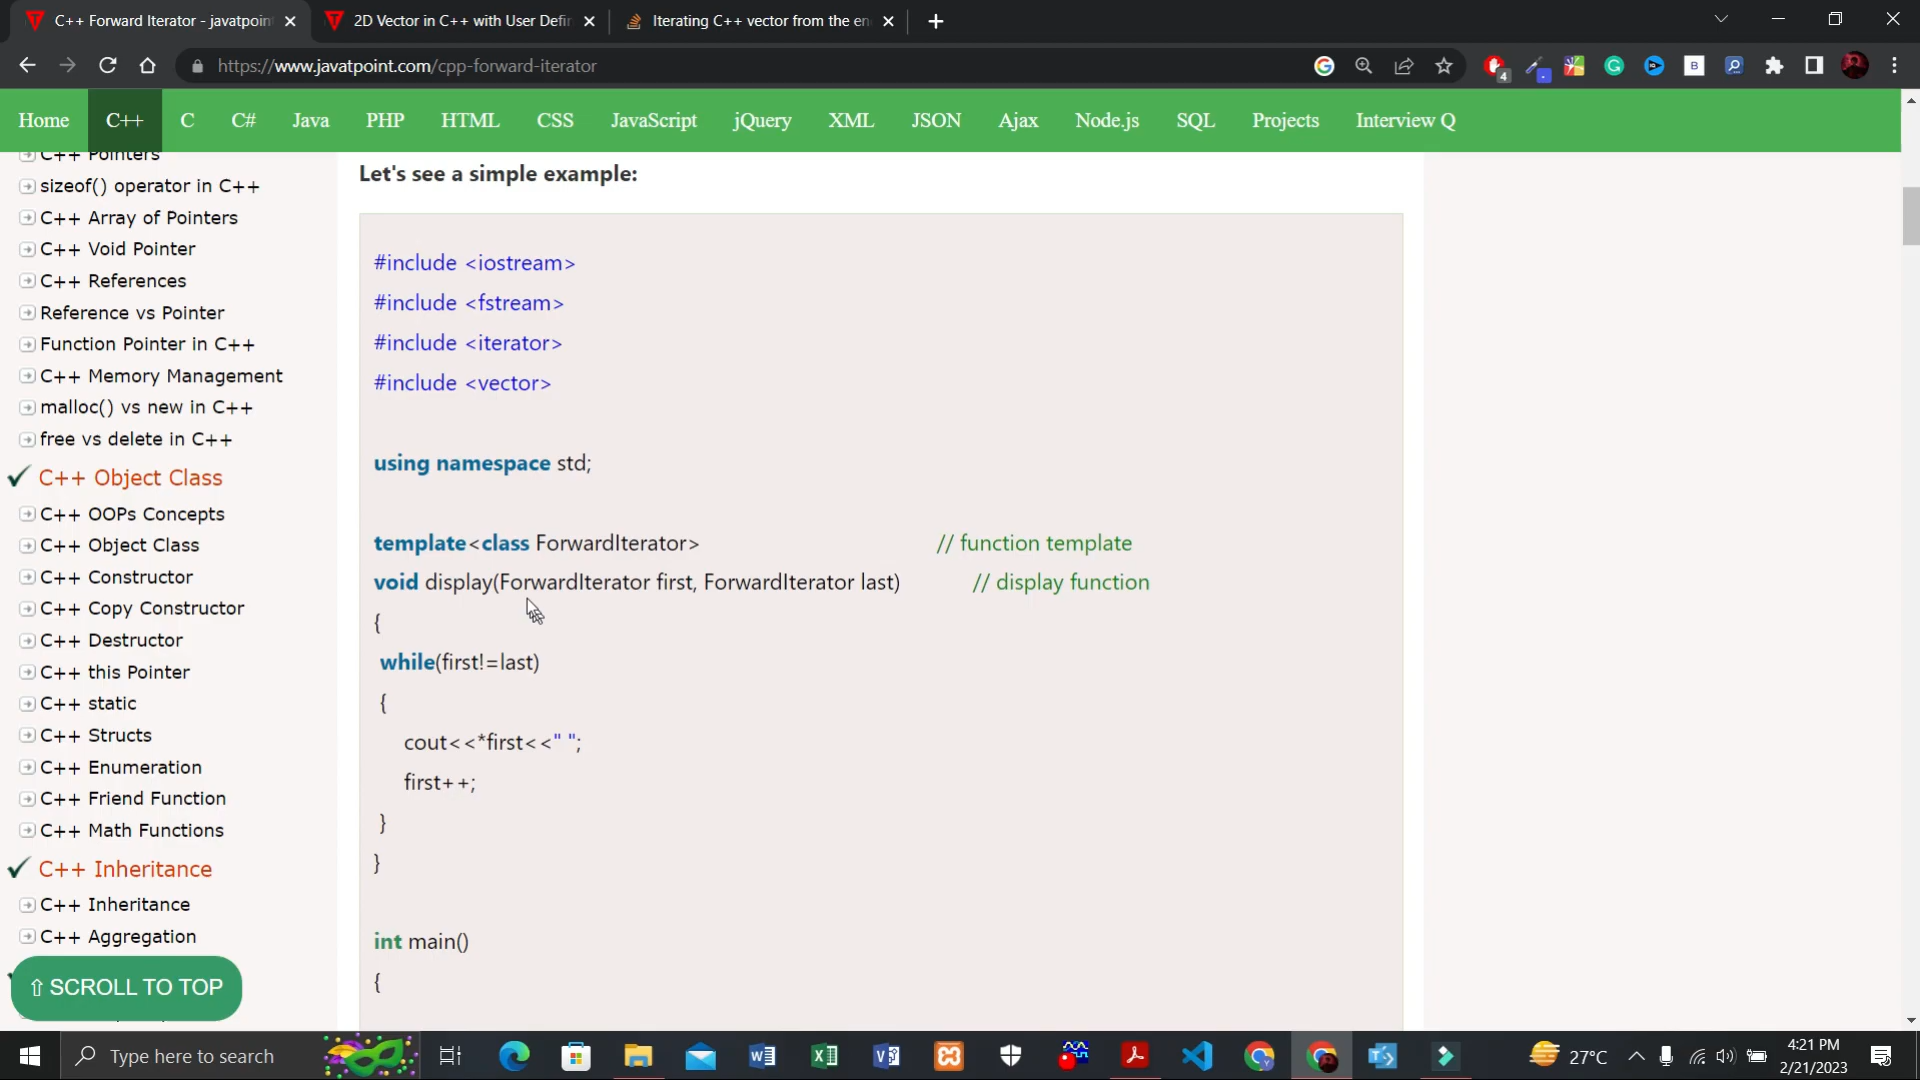 C++ Forward Iterator - javatpoin
2D Vector in C++ with User Defin
Iterating C++ vector from the en
https://www.javatpoint.com/cpp-forward-iterator
4
B
Home C++ C C# Java PHP HTML CSS JavaScript jQuery XML JSON Ajax Node.js SQL Projects Interview Q
C++ Pointers
sizeof() operator in C++
C++ Array of Pointers
C++ Void Pointer
C++ References
Reference vs Pointer
Function Pointer in C++
C++ Memory Management
malloc() vs new in C++
free vs delete in C++
C++ Object Class
C++ OOPs Concepts
C++ Object Class
C++ Constructor
C++ Copy Constructor
C++ Destructor
C++ this Pointer
C++ static
C++ Structs
C++ Enumeration
C++ Friend Function
C++ Math Functions
C++ Inheritance
C++ Inheritance
C++ Aggregation
⇧ SCROLL TO TOP
Let's see a simple example:
#include <iostream>
#include <fstream>
#include <iterator>
#include <vector>
using namespace std;
template<class ForwardIterator> // function template
void display(ForwardIterator first, ForwardIterator last) // display function
{
while(first!=last)
{
cout<<*first<<" ";
first++;
}
}
int main()
{
Type here to search
27°C
4:21 PM
2/21/2023